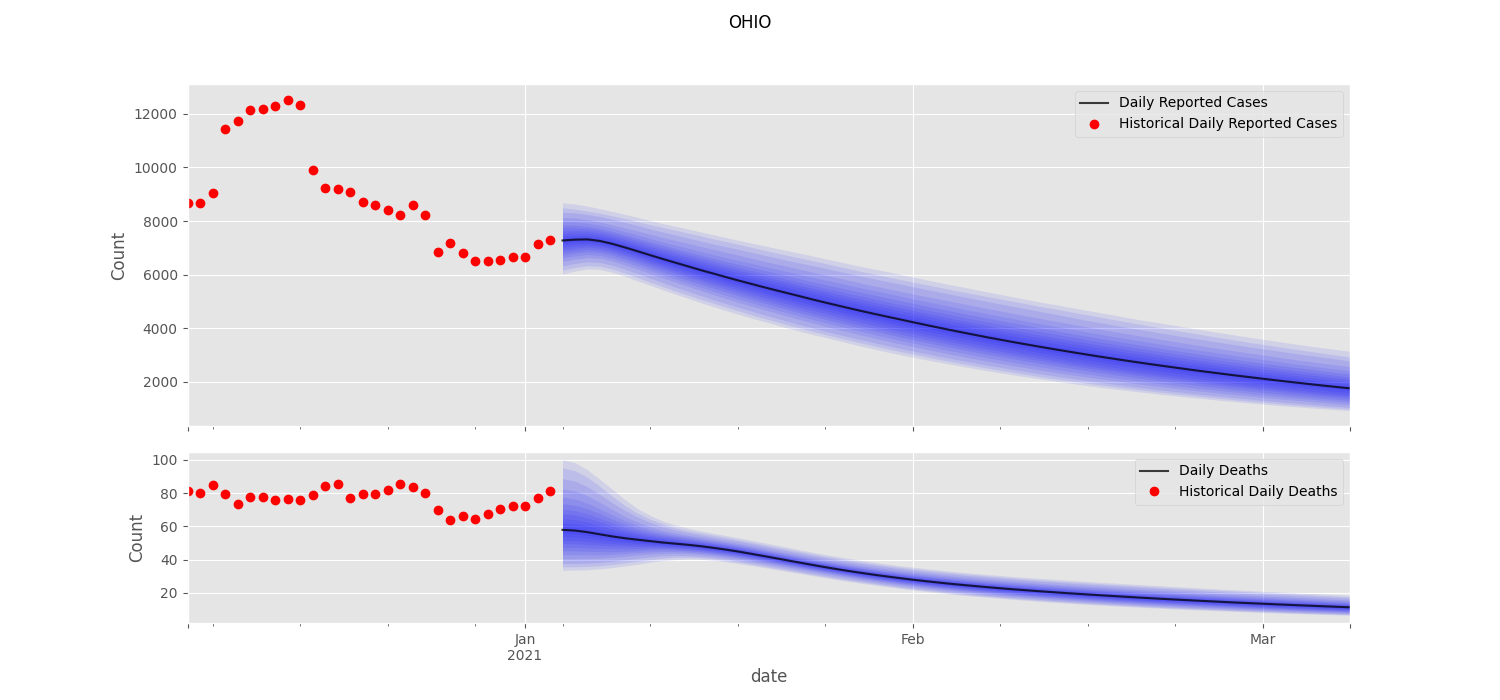 OHIO
Daily Reported Cases
Historical Daily Reported Cases
12000
10000
8000
6000
4000
2000
Count
Daily Deaths
Historical Daily Deaths
100
80
60
40
20
Count
Jan
2021
Feb
Mar
date